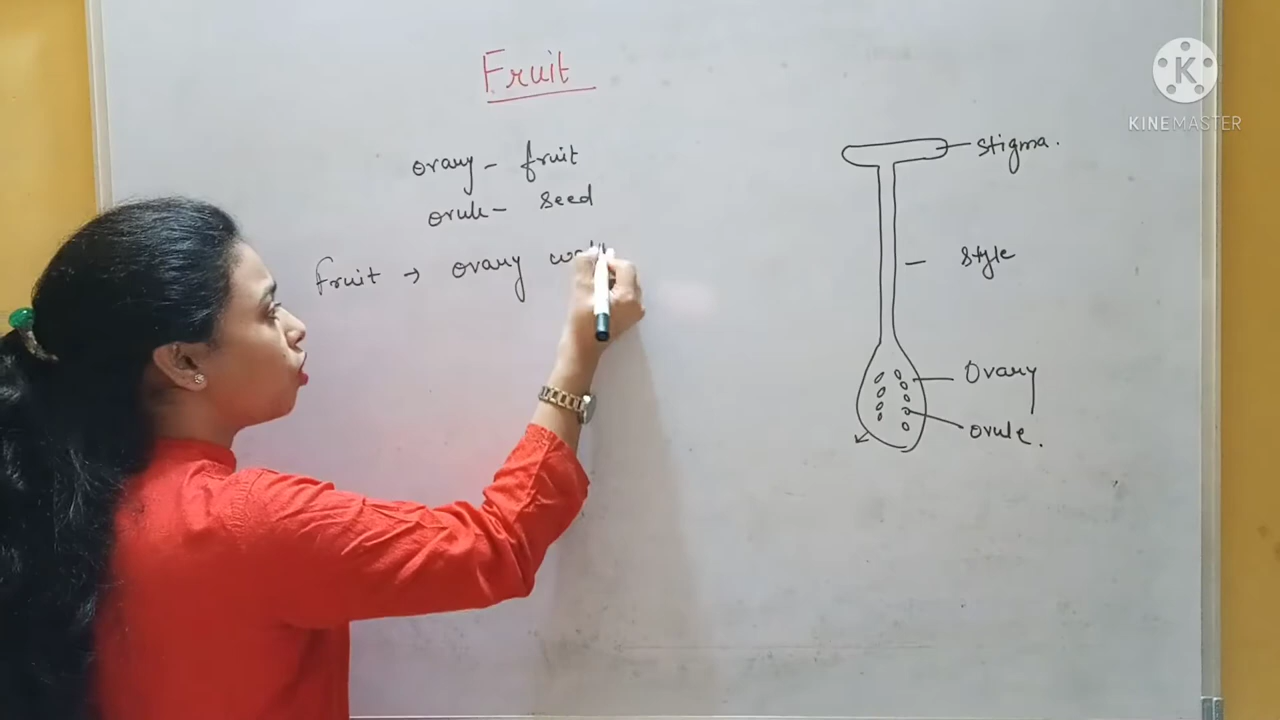 Fruit
ovary - fruit
ovule - seed
Fruit → ovary
stigma.
style
Ovary
ovule.
K
KINEMASTER